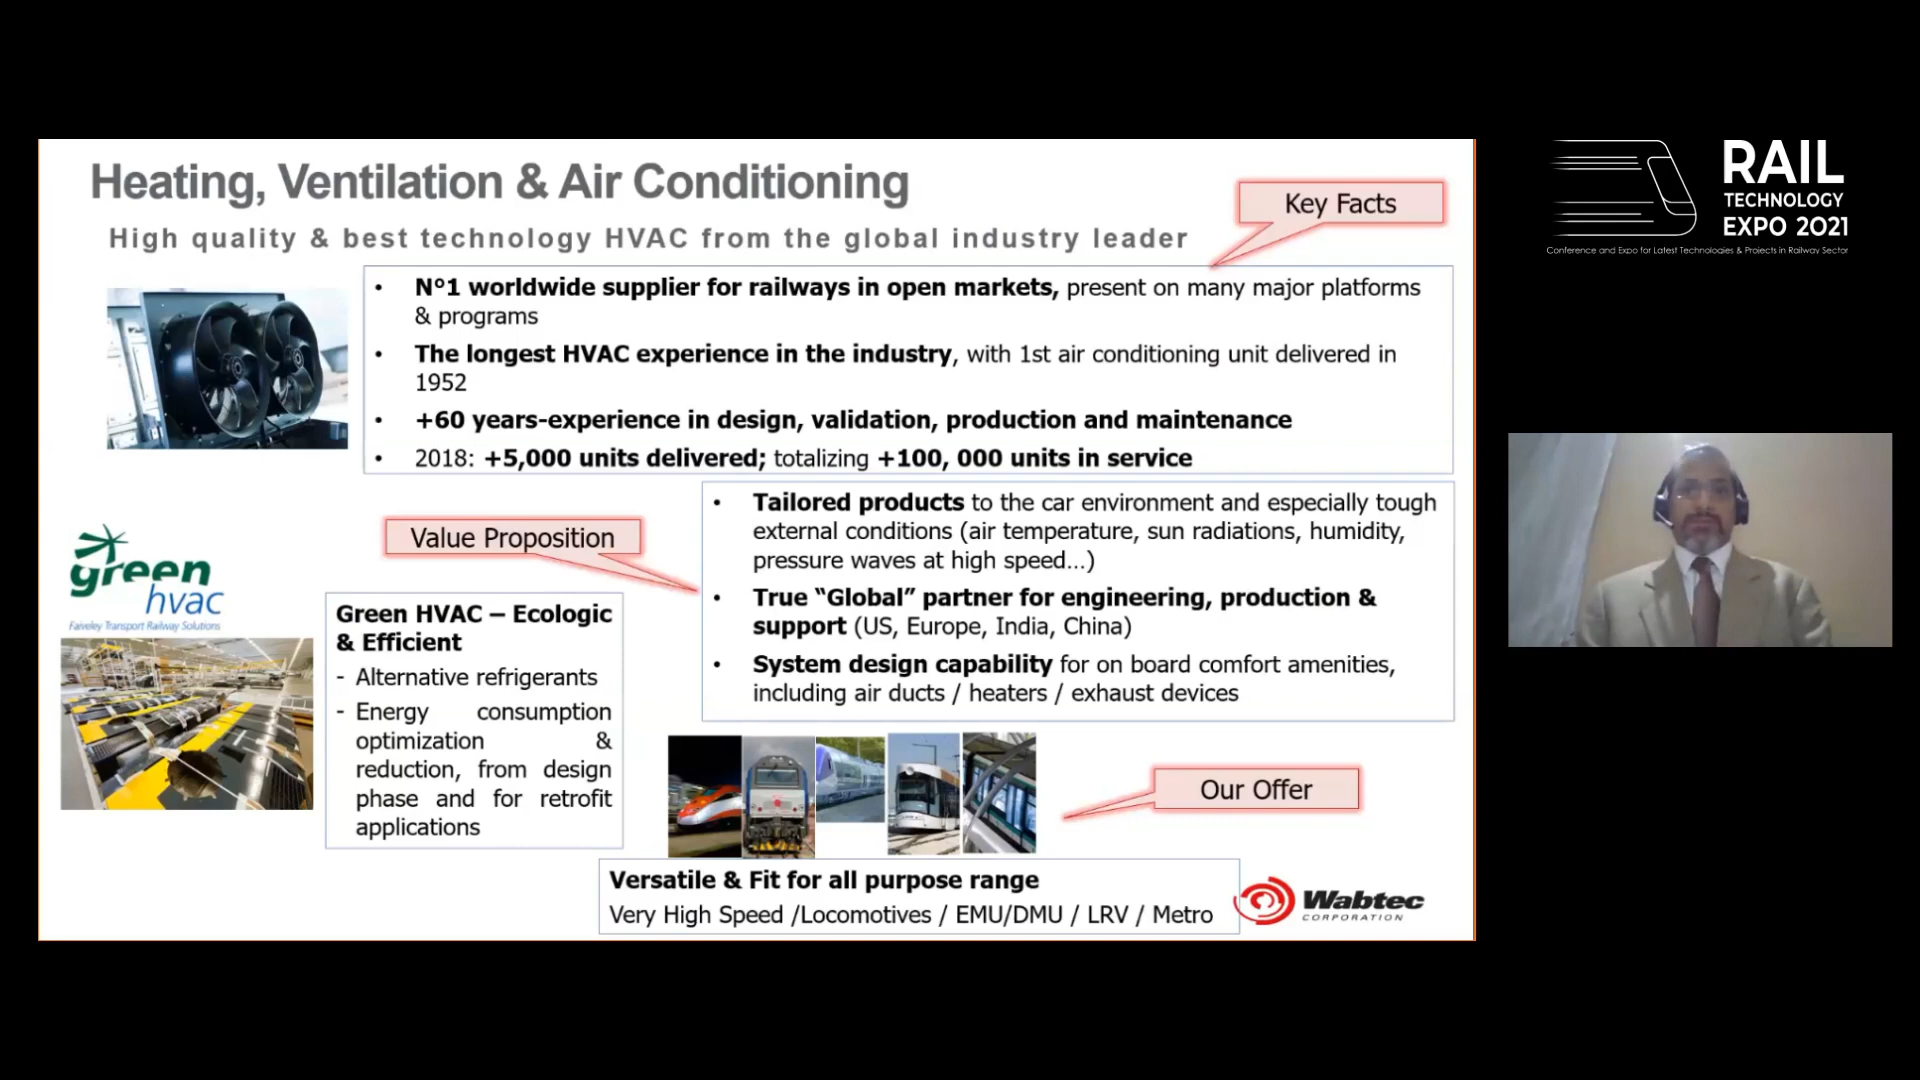 Heating, Ventilation & Air Conditioning
High quality & best technology HVAC from the global industry leader
Key Facts
• Nº1 worldwide supplier for railways in open markets, present on many major platforms
& programs
• The longest HVAC experience in the industry, with 1st air conditioning unit delivered in
1952
• +60 years-experience in design, validation, production and maintenance
• 2018: +5,000 units delivered; totalizing +100, 000 units in service
Value Proposition
• Tailored products to the car environment and especially tough
external conditions (air temperature, sun radiations, humidity,
pressure waves at high speed...)
• True “Global” partner for engineering, production &
support (US, Europe, India, China)
• System design capability for on board comfort amenities,
including air ducts / heaters / exhaust devices
green
hvac
Faiveley Transport Railway Solutions
Green HVAC – Ecologic
& Efficient
- Alternative refrigerants
- Energy consumption
optimization &
reduction, from design
phase and for retrofit
applications
Our Offer
Versatile & Fit for all purpose range
Very High Speed /Locomotives / EMU/DMU / LRV / Metro
Wabtec
CORPORATION
RAIL
TECHNOLOGY
EXPO 2021
Conference and Expo for Latest Technologies & Projects in Railway Sector